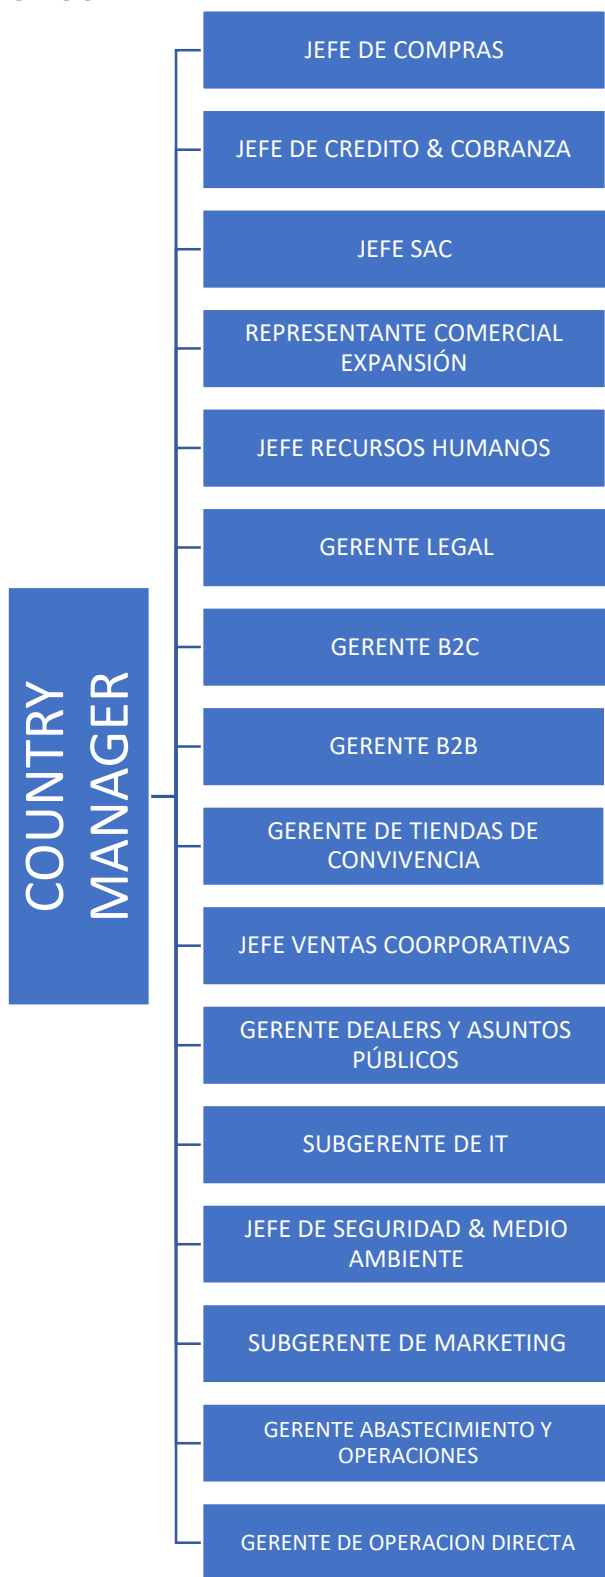 JEFE DE COMPRAS
JEFE DE CREDITO & COBRANZA
JEFE SAC
REPRESENTANTE COMERCIAL
EXPANSIÓN
JEFE RECURSOS HUMANOS
GERENTE LEGAL
GERENTE B2C
COUNTRY
MANAGER
GERENTE B2B
GERENTE DE TIENDAS DE
CONVIVENCIA
JEFE VENTAS COORPORATIVAS
GERENTE DEALERS Y ASUNTOS
PÚBLICOS
SUBGERENTE DE IT
JEFE DE SEGURIDAD & MEDIO
AMBIENTE
SUBGERENTE DE MARKETING
GERENTE ABASTECIMIENTO Y
OPERACIONES
GERENTE DE OPERACION DIRECTA